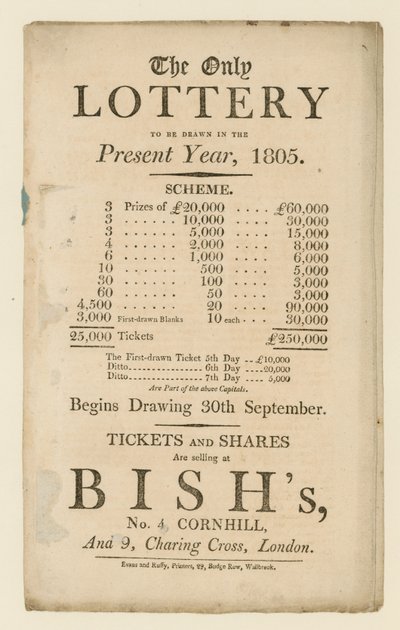 The Only
LOTTERY
TO BE DRAWN IN THE
Present Year, 1805.
SCHEME.
3 Prizes of £20,000 .... £60,000
3 ...... 10,000 .... 30,000
3 ...... 5,000 .... 15,000
4 ...... 2,000 .... 8,000
6 ...... 1,000 .... 6,000
10 ...... 500 .... 5,000
30 ...... 100 .... 3,000
60 ...... 50 .... 3,000
4,500 ...... 20 .... 90,000
3,000 First-drawn Blanks 10 each ... 30,000
25,000 Tickets £250,000
The First-drawn Ticket 5th Day .. £10,000
Ditto................ 6th Day .... 20,000
Ditto................ 7th Day .... 5,000
Are Part of the above Capitals.
Begins Drawing 30th September.
TICKETS AND SHARES
Are selling at
BISH's,
No. 4, CORNHILL,
And 9, Charing Cross, London.
Evans and Ruffy, Printers, 29, Budge Row, Walbrook.